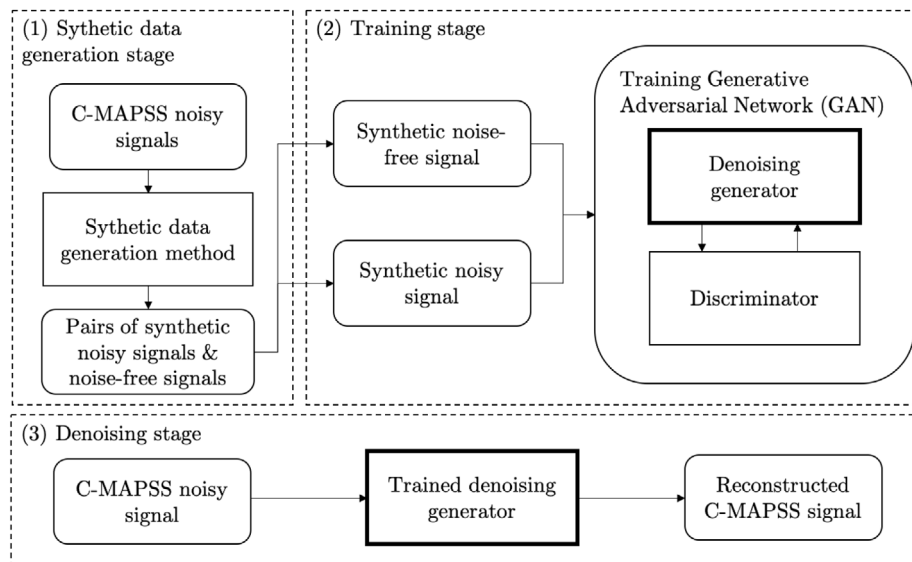 (1) Sythetic data
generation stage
C-MAPSS noisy
signals
Sythetic data
generation method
Pairs of synthetic
noisy signals &
noise-free signals
(2) Training stage
Synthetic noise-
free signal
Synthetic noisy
signal
Training Generative
Adversarial Network (GAN)
Denoising
generator
Discriminator
(3) Denoising stage
C-MAPSS noisy
signal
Trained denoising
generator
Reconstructed
C-MAPSS signal